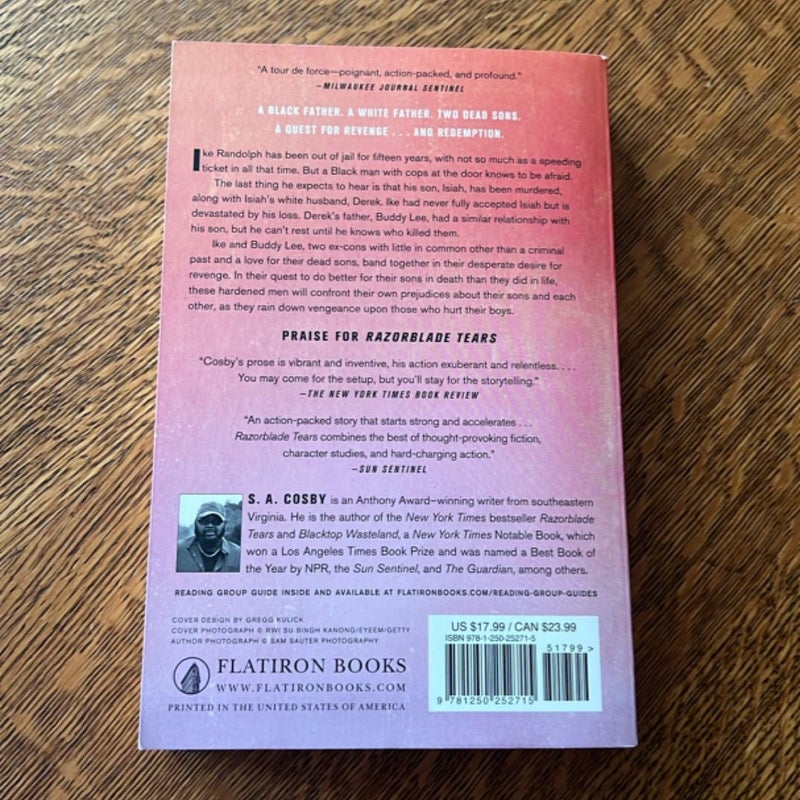 "A tour de force—poignant, action-packed, and profound."
—MILWAUKEE JOURNAL SENTINEL
A BLACK FATHER. A WHITE FATHER. TWO DEAD SONS.
A QUEST FOR REVENGE . . . AND REDEMPTION.
Ike Randolph has been out of jail for fifteen years, with not so much as a speeding
ticket in all that time. But a Black man with cops at the door knows to be afraid.
The last thing he expects to hear is that his son, Isiah, has been murdered,
along with Isiah's white husband, Derek. Ike had never fully accepted Isiah but is
devastated by his loss. Derek's father, Buddy Lee, had a similar relationship with
his son, but he can't rest until he knows who killed them.
Ike and Buddy Lee, two ex-cons with little in common other than a criminal
past and a love for their dead sons, band together in their desperate desire for
revenge. In their quest to do better for their sons in death than they did in life,
these hardened men will confront their own prejudices about their sons and each
other, as they rain down vengeance upon those who hurt their boys.
PRAISE FOR RAZORBLADE TEARS
"Cosby's prose is vibrant and inventive, his action exuberant and relentless. . . .
You may come for the setup, but you'll stay for the storytelling."
—THE NEW YORK TIMES BOOK REVIEW
"An action-packed story that starts strong and accelerates . . .
Razorblade Tears combines the best of thought-provoking fiction,
character studies, and hard-charging action."
—SUN SENTINEL
S. A. COSBY is an Anthony Award–winning writer from southeastern
Virginia. He is the author of the New York Times bestseller Razorblade
Tears and Blacktop Wasteland, a New York Times Notable Book, which
won a Los Angeles Times Book Prize and was named a Best Book of
the Year by NPR, the Sun Sentinel, and The Guardian, among others.
READING GROUP GUIDE INSIDE AND AVAILABLE AT FLATIRONBOOKS.COM/READING-GROUP-GUIDES
COVER DESIGN BY GREGG KULICK
COVER PHOTOGRAPH © RWI SU SINGH KANONG/EYEEM/GETTY
AUTHOR PHOTOGRAPH © SAM SAUTER PHOTOGRAPHY
FLATIRON BOOKS
WWW.FLATIRONBOOKS.COM
PRINTED IN THE UNITED STATES OF AMERICA
US $17.99 / CAN $23.99
ISBN 978-1-250-25271-5
51799 >
9 781250 252715